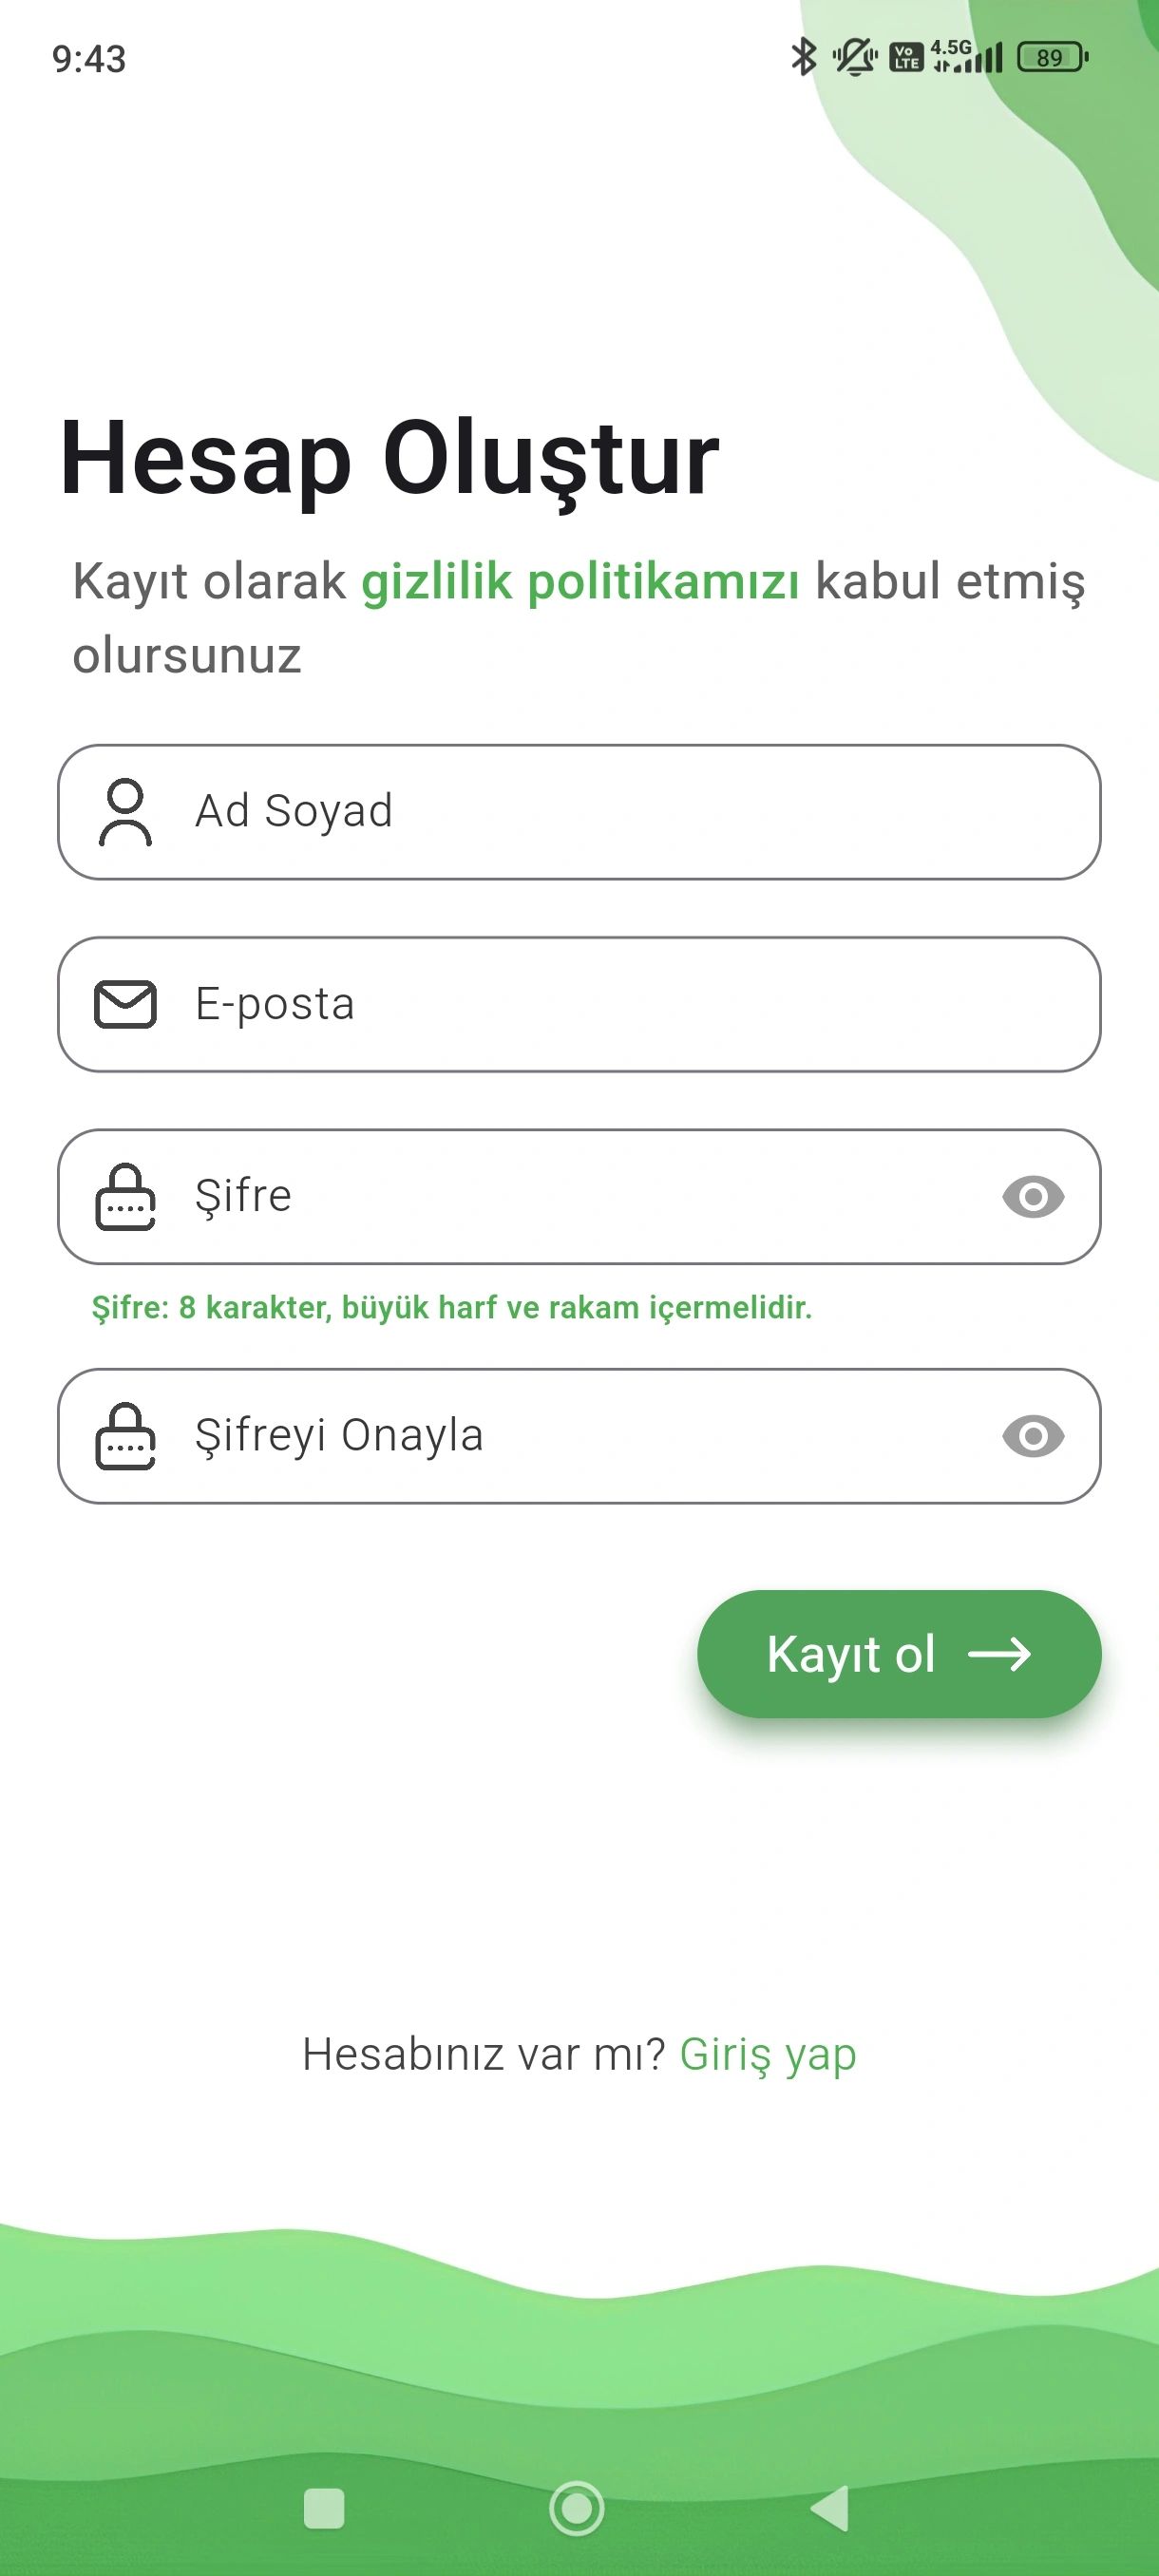 9:43
Vo LTE 4.5G 89
Hesap Oluştur
Kayıt olarak gizlilik politikamızı kabul etmiş
olursunuz
Ad Soyad
E-posta
Şifre
Şifre: 8 karakter, büyük harf ve rakam içermelidir.
Şifreyi Onayla
Kayıt ol
Hesabınız var mı? Giriş yap